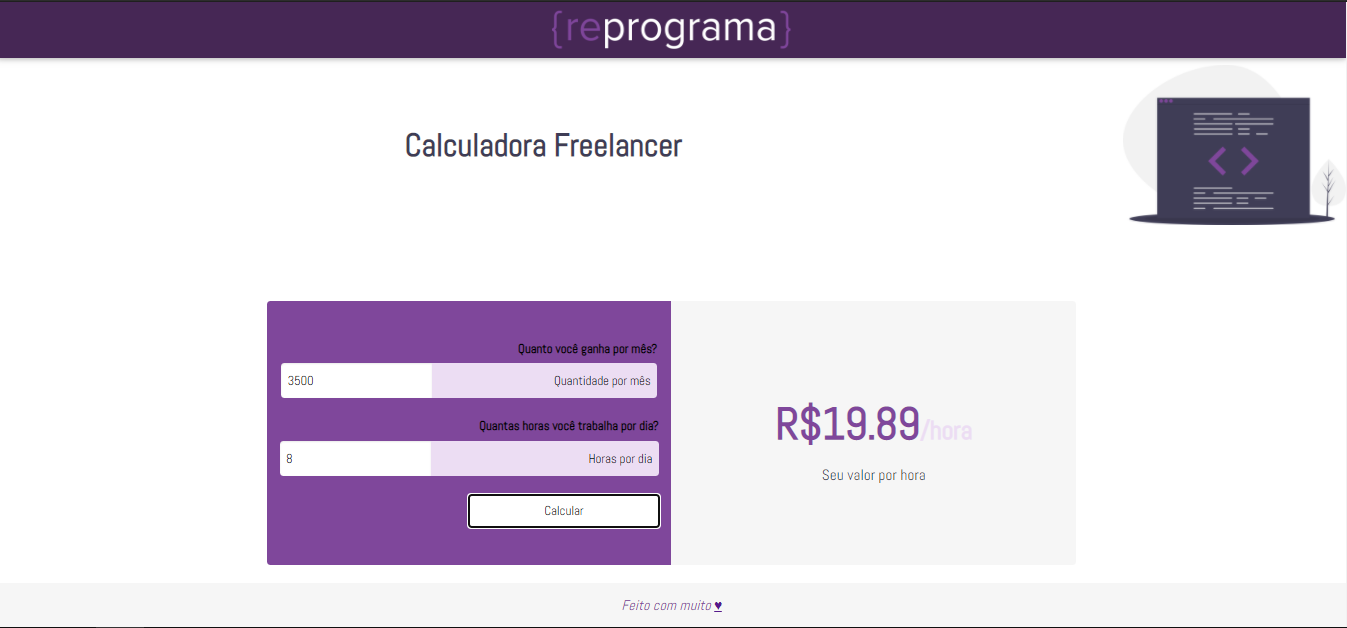 {reprograma}
Calculadora Freelancer
Quanto você ganha por mês?
3500 Quantidade por mês
Quantas horas você trabalha por dia?
8 Horas por dia
Calcular
R$19.89/hora
Seu valor por hora
Feito com muito ♥